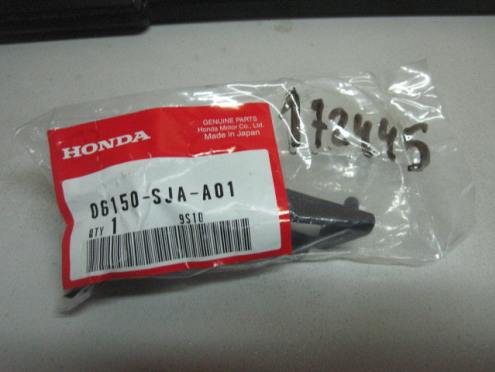 HONDA
GENUINE PARTS
Honda Motor Co., Ltd.
Made in Japan
172445
06150-SJA-A01
QTY 1
9S10